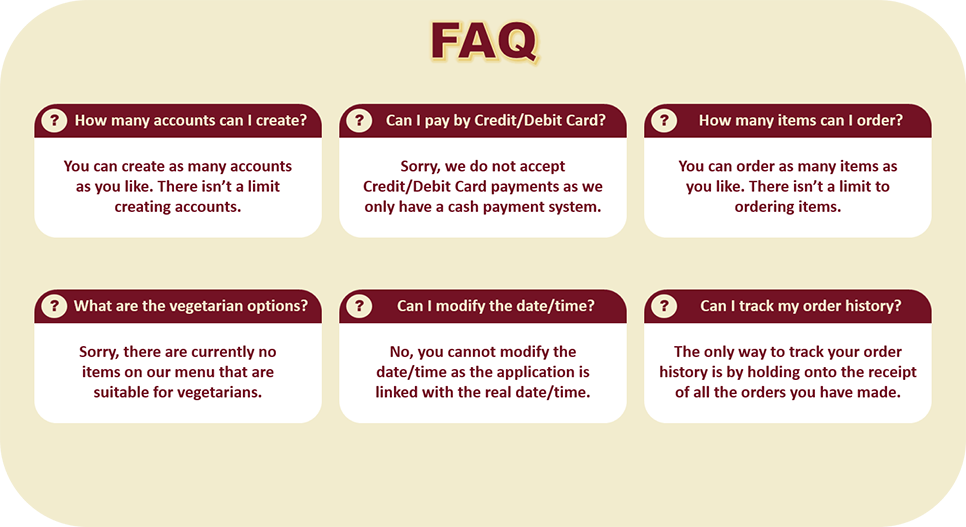 FAQ
? How many accounts can I create?
You can create as many accounts
as you like. There isn’t a limit
creating accounts.
? Can I pay by Credit/Debit Card?
Sorry, we do not accept
Credit/Debit Card payments as we
only have a cash payment system.
? How many items can I order?
You can order as many items as
you like. There isn’t a limit to
ordering items.
? What are the vegetarian options?
Sorry, there are currently no
items on our menu that are
suitable for vegetarians.
? Can I modify the date/time?
No, you cannot modify the
date/time as the application is
linked with the real date/time.
? Can I track my order history?
The only way to track your order
history is by holding onto the receipt
of all the orders you have made.